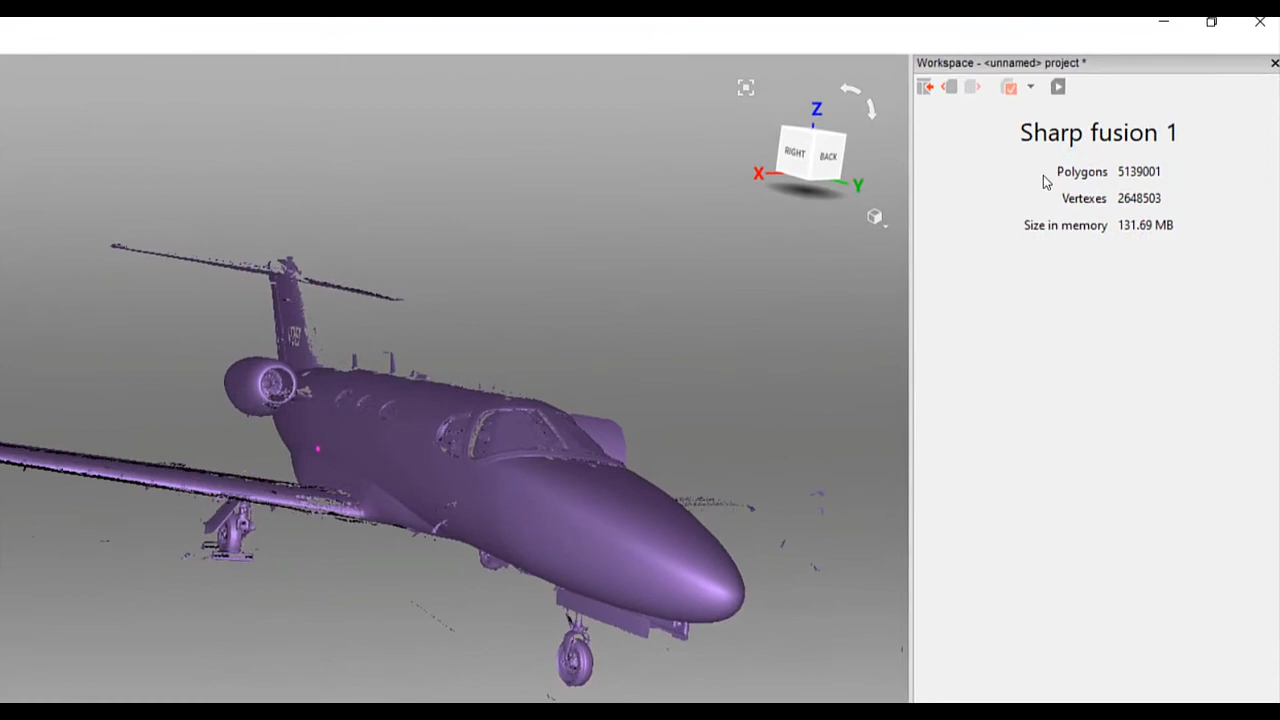 Workspace - <unnamed> project *
Z
RIGHT
BACK
X
Y
Sharp fusion 1
Polygons 5139001
Vertexes 2648503
Size in memory 131.69 MB